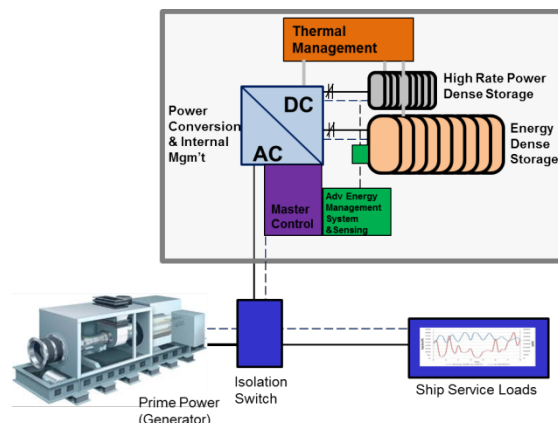 Thermal
Management
High Rate Power
Dense Storage
DC
AC
Power
Conversion
& Internal
Mgm't
Energy
Dense
Storage
Master
Control
Adv Energy
Management
System
&Sensing
Prime Power
(Generator)
Isolation
Switch
Ship Service Loads